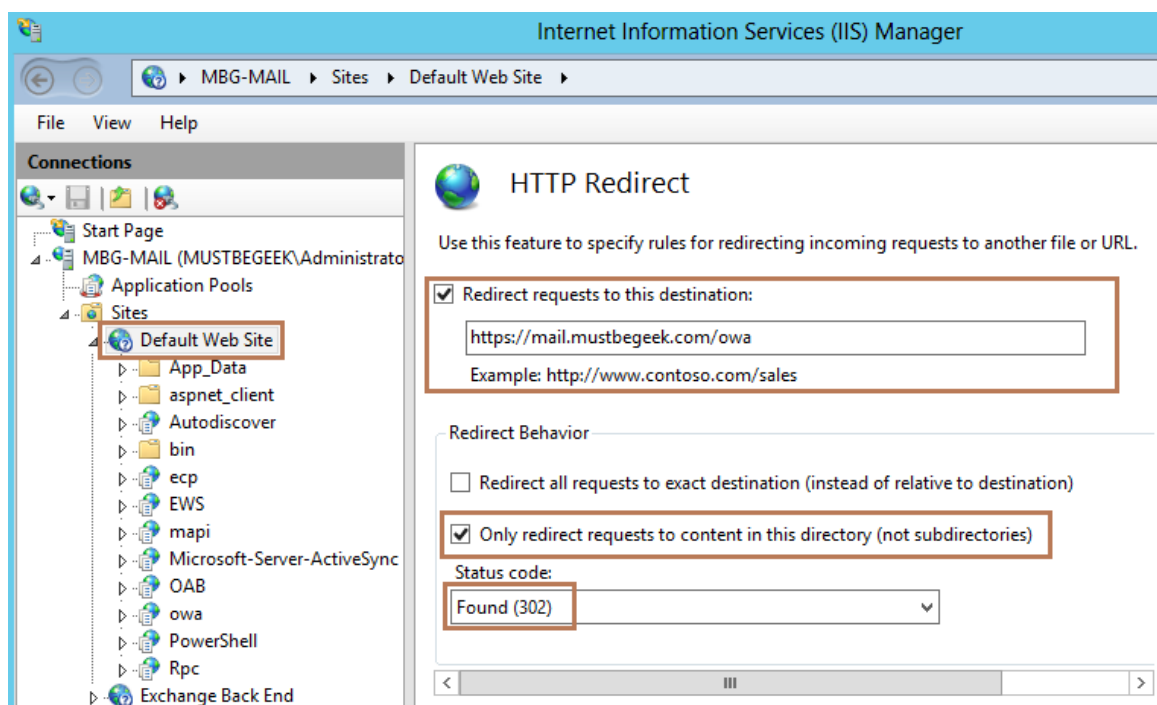 Internet Information Services (IIS) Manager
MBG-MAIL Sites Default Web Site
File View Help
Connections
Start Page
MBG-MAIL (MUSTBEGEEK\Administrato
Application Pools
Sites
Default Web Site
App_Data
aspnet_client
Autodiscover
bin
ecp
EWS
mapi
Microsoft-Server-ActiveSync
OAB
owa
PowerShell
Rpc
Exchange Back End
HTTP Redirect
Use this feature to specify rules for redirecting incoming requests to another file or URL.
Redirect requests to this destination:
https://mail.mustbegeek.com/owa
Example: http://www.contoso.com/sales
Redirect Behavior
Redirect all requests to exact destination (instead of relative to destination)
Only redirect requests to content in this directory (not subdirectories)
Status code:
Found (302)